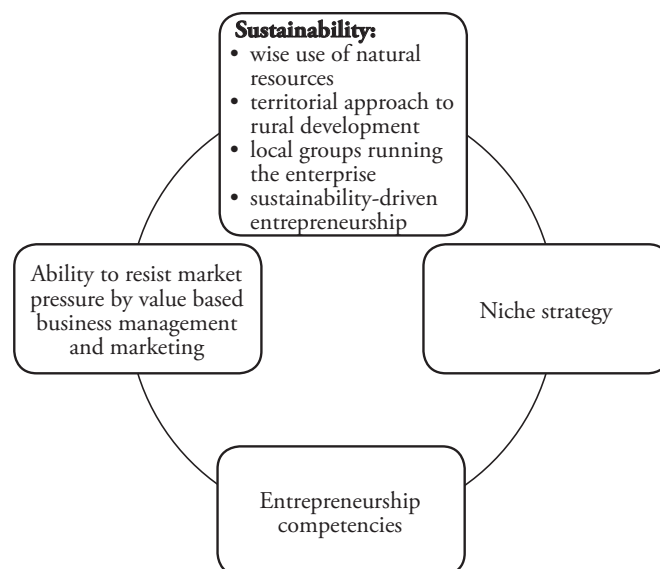 Sustainability:
• wise use of natural
resources
• territorial approach to
rural development
• local groups running
the enterprise
• sustainability-driven
entrepreneurship
Ability to resist market
pressure by value based
business management
and marketing
Niche strategy
Entrepreneurship
competencies